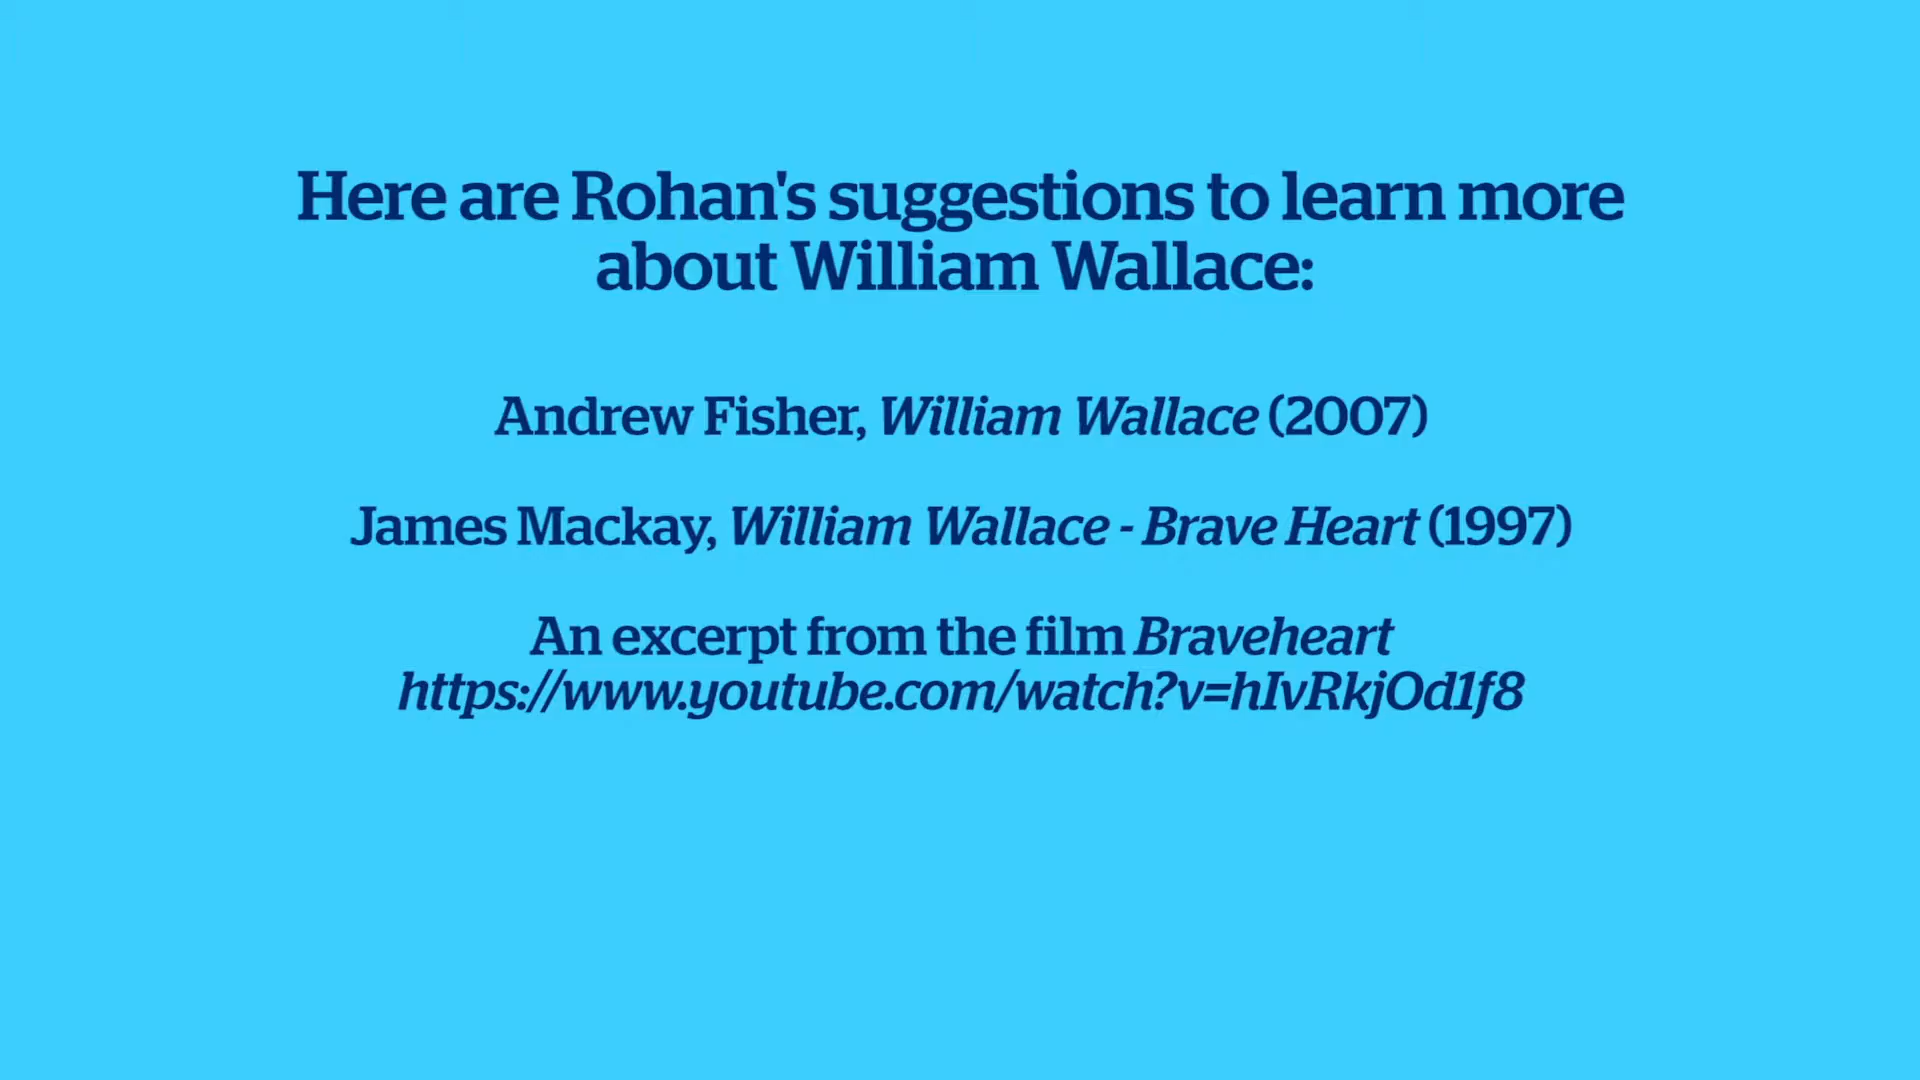 Here are Rohan's suggestions to learn more
about William Wallace:
Andrew Fisher, William Wallace (2007)
James Mackay, William Wallace - Brave Heart (1997)
An excerpt from the film Braveheart
https://www.youtube.com/watch?v=hIvRkjOd1f8